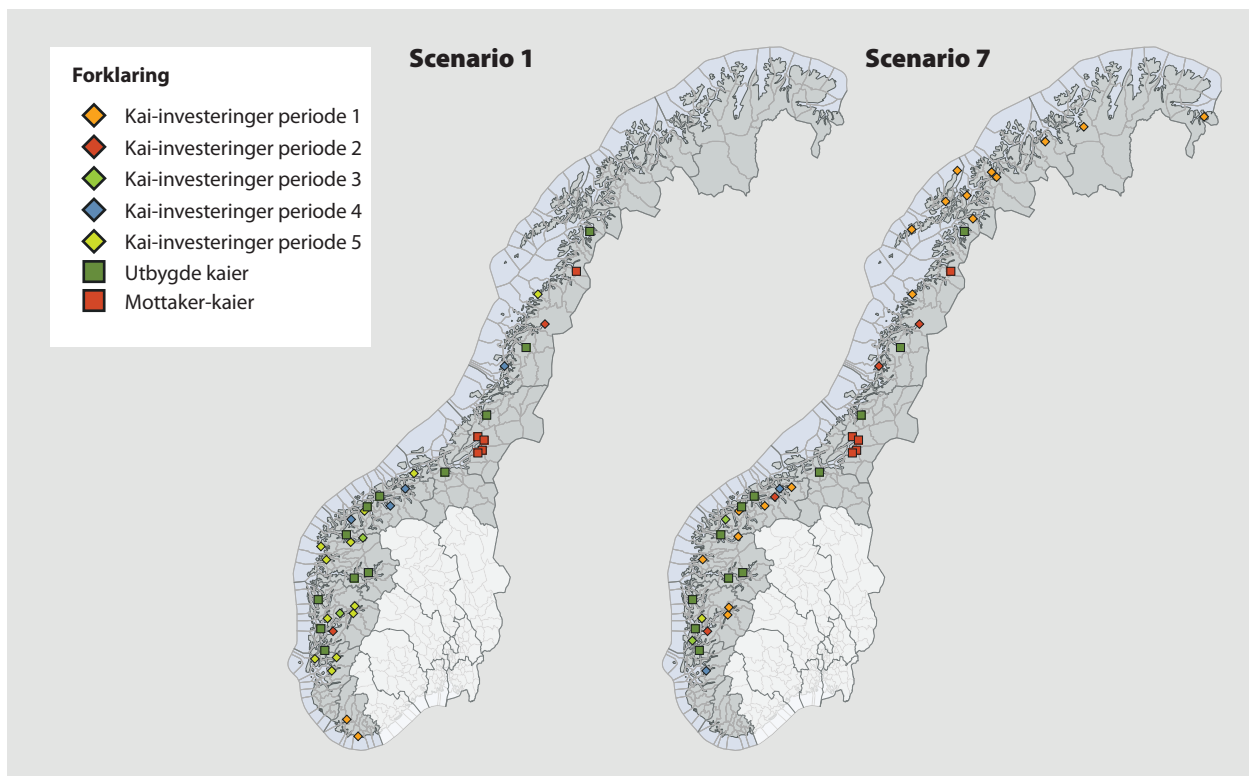 Scenario 1
Scenario 7
Forklaring
Kai-investeringer periode 1
Kai-investeringer periode 2
Kai-investeringer periode 3
Kai-investeringer periode 4
Kai-investeringer periode 5
Utbygde kaier
Mottaker-kaier